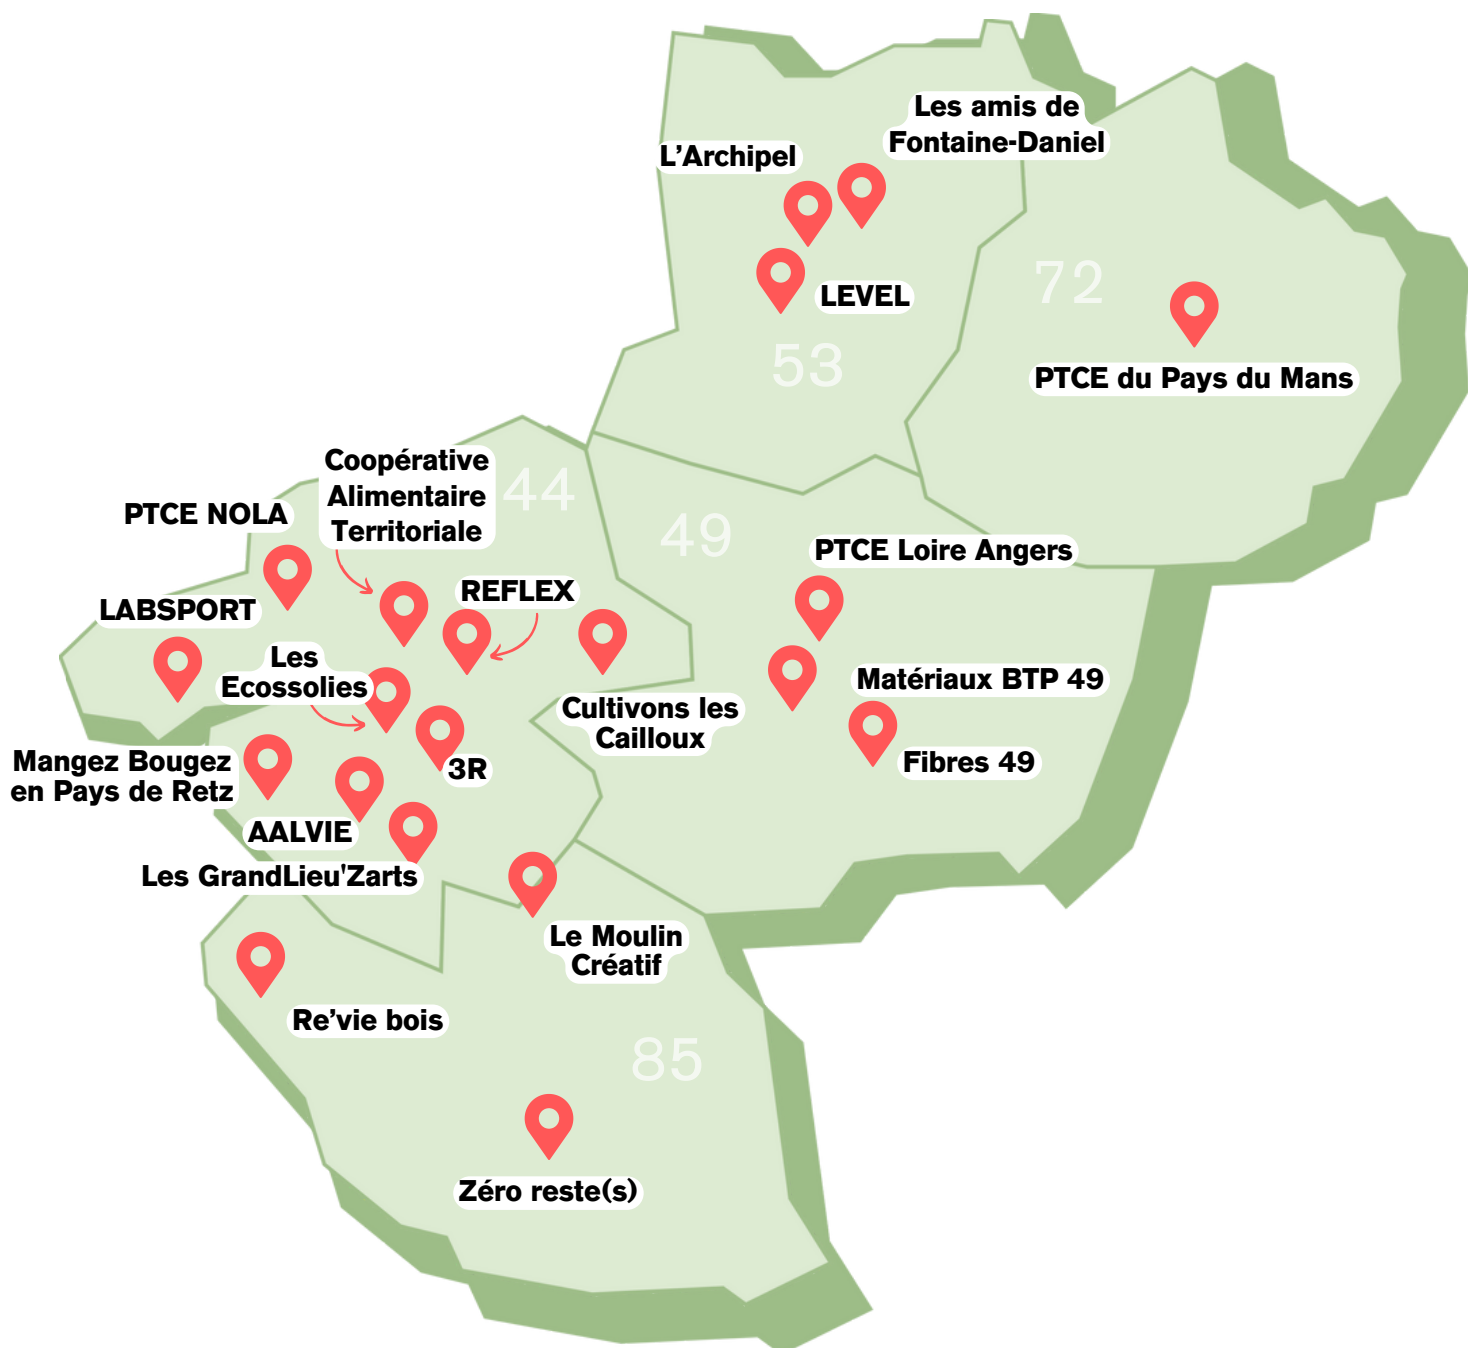 Les amis de
Fontaine-Daniel
L’Archipel
LEVEL
72
53
PTCE du Pays du Mans
Coopérative
Alimentaire
Territoriale
44
PTCE NOLA
49
PTCE Loire Angers
REFLEX
LABSPORT
Les
Ecossolies
Matériaux BTP 49
Cultivons les
Cailloux
Mangez Bougez
en Pays de Retz
3R
Fibres 49
AALVIE
Les GrandLieu'Zarts
Le Moulin
Créatif
Re’vie bois
85
Zéro reste(s)